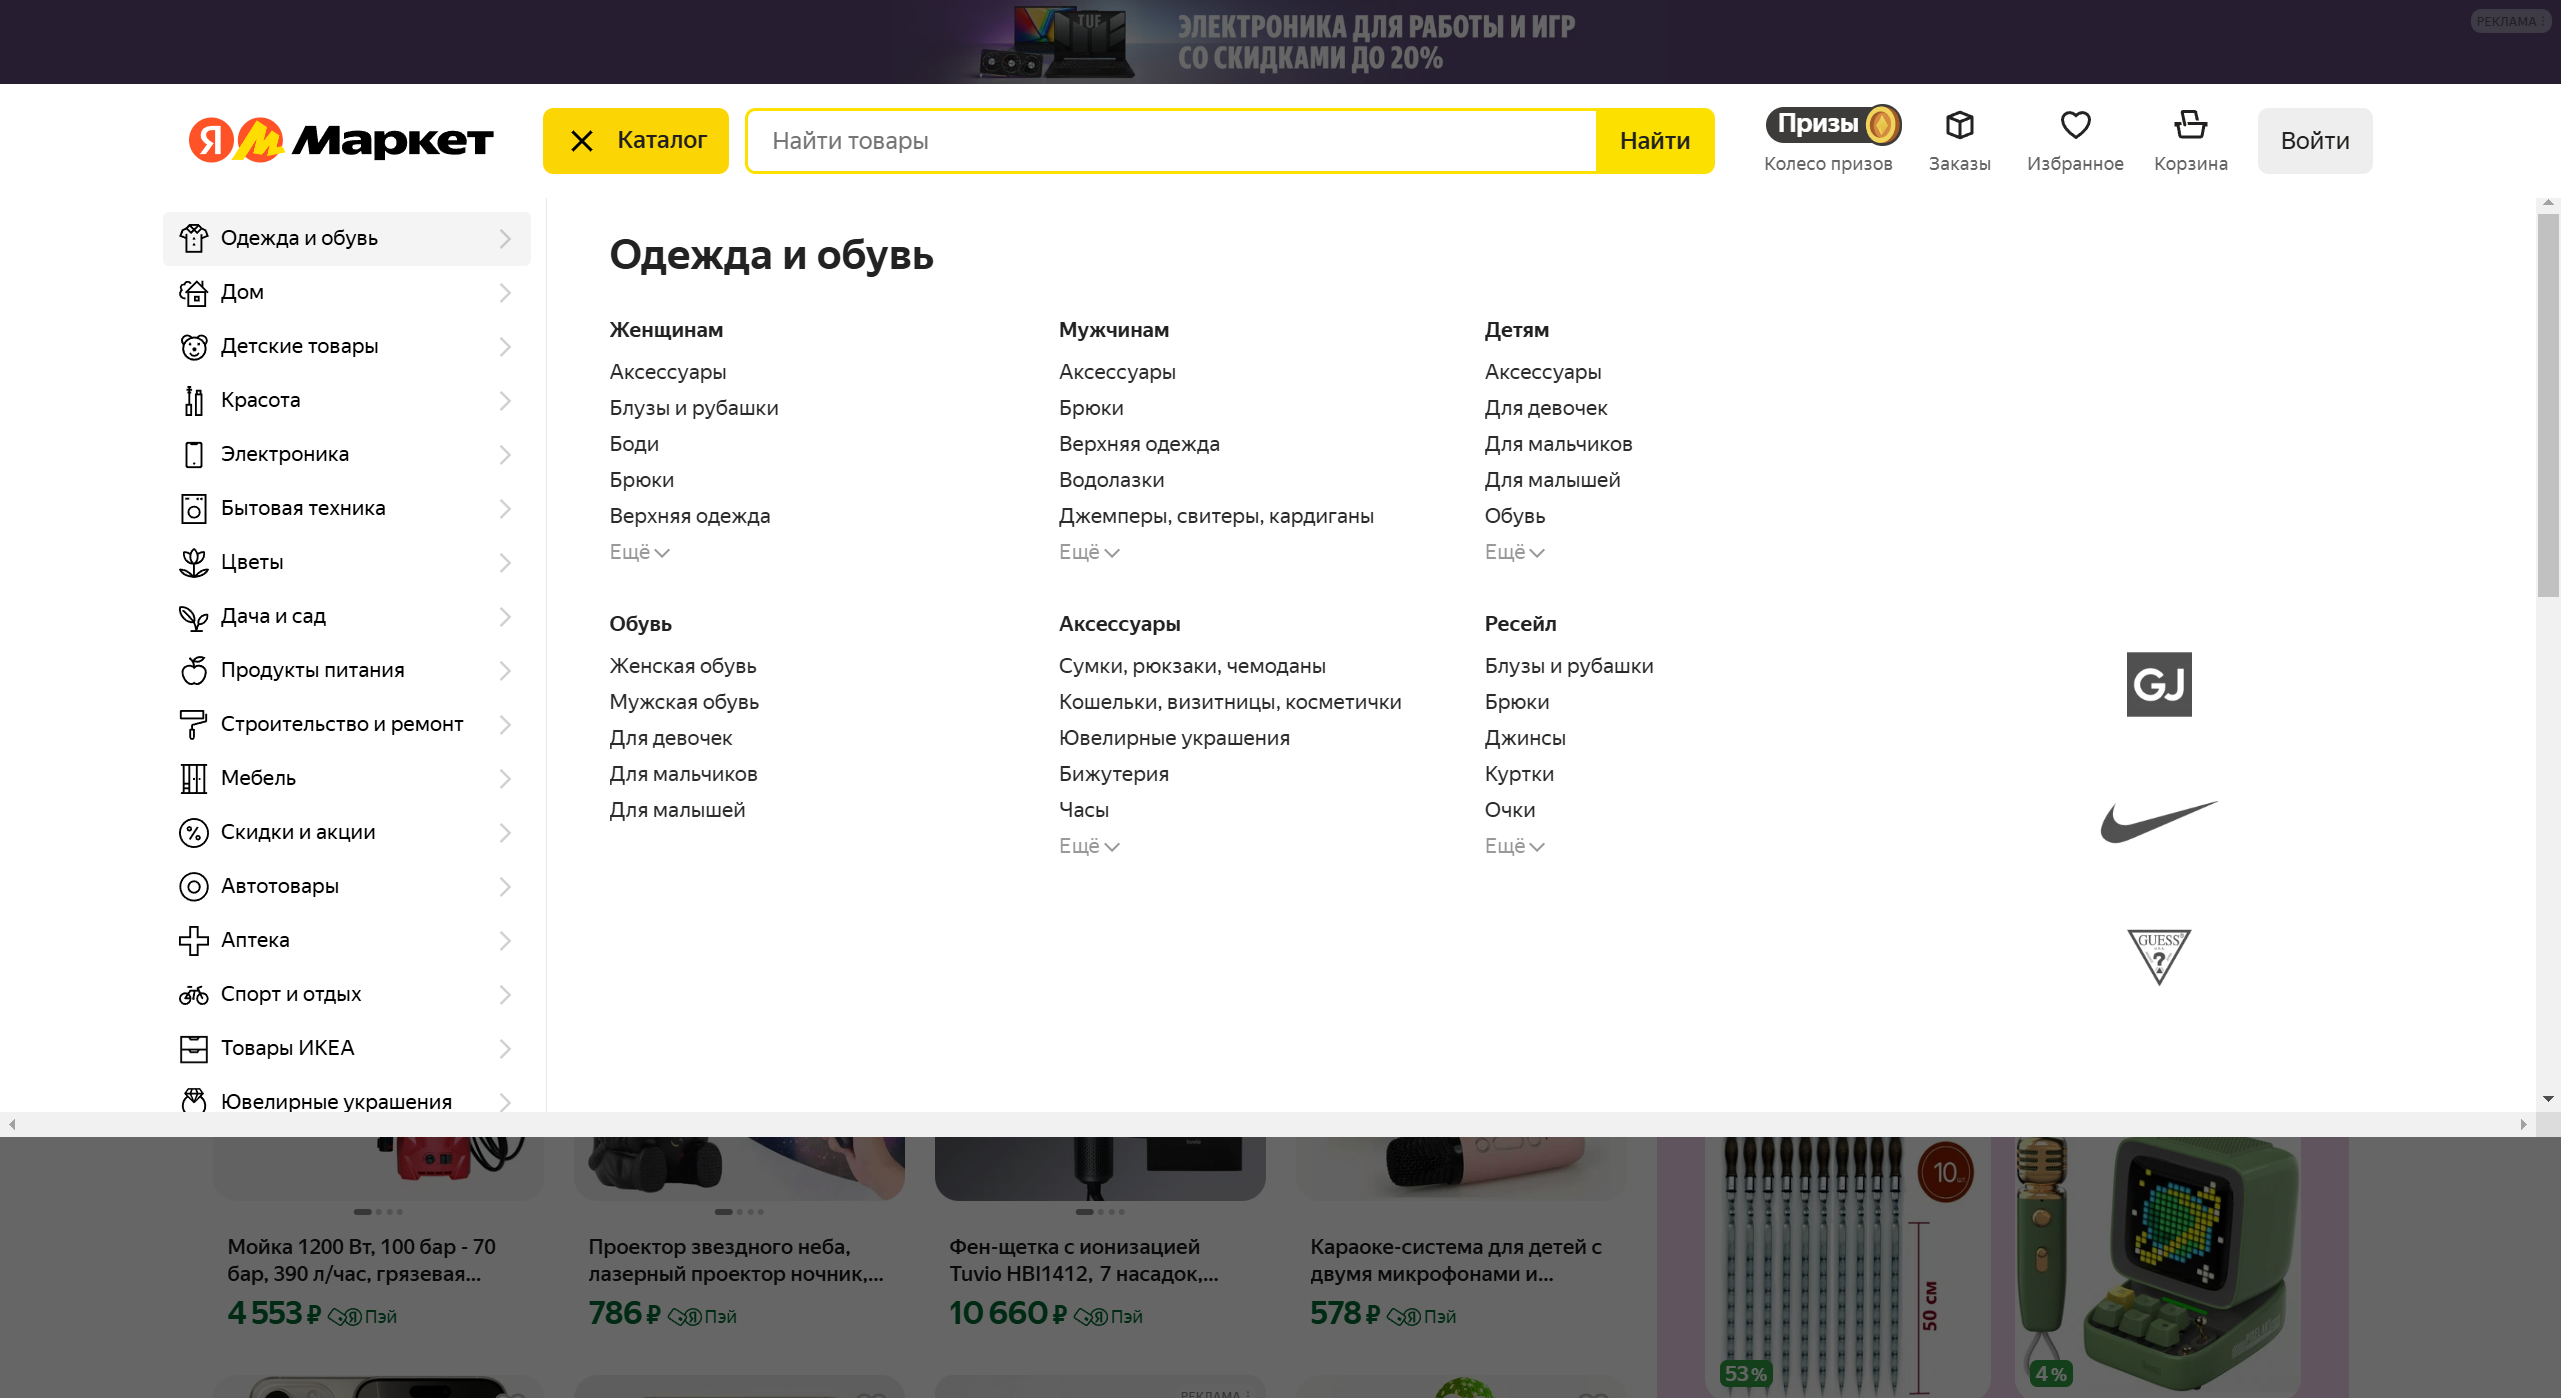 TUF
ЭЛЕКТРОНИКА ДЛЯ РАБОТЫ И ИГР
СО СКИДКАМИ ДО 20%
РЕКЛАМА
Я М Маркет
Каталог
Найти товары
Найти
Призы
Колесо призов
Заказы
Избранное
Корзина
Войти
Одежда и обувь
Дом
Детские товары
Красота
Электроника
Бытовая техника
Цветы
Дача и сад
Продукты питания
Строительство и ремонт
Мебель
Скидки и акции
Автотовары
Аптека
Спорт и отдых
Товары ИКЕА
Ювелирные украшения
Одежда и обувь
Женщинам
Аксессуары
Блузы и рубашки
Боди
Брюки
Верхняя одежда
Ещё
Мужчинам
Аксессуары
Брюки
Верхняя одежда
Водолазки
Джемперы, свитеры, кардиганы
Ещё
Детям
Аксессуары
Для девочек
Для мальчиков
Для малышей
Обувь
Ещё
Обувь
Женская обувь
Мужская обувь
Для девочек
Для мальчиков
Для малышей
Аксессуары
Сумки, рюкзаки, чемоданы
Кошельки, визитницы, косметички
Ювелирные украшения
Бижутерия
Часы
Ещё
Ресейл
Блузы и рубашки
Брюки
Джинсы
Куртки
Очки
Ещё
GJ
GUESS
?
Мойка 1200 Вт, 100 бар - 70
бар, 390 л/час, грязевая...
4 553 ₽ Я Пэй
Проектор звездного неба,
лазерный проектор ночник,...
786 ₽ Я Пэй
Фен-щетка с ионизацией
Tuvio HBI1412, 7 насадок,...
10 660 ₽ Я Пэй
Караоке-система для детей с
двумя микрофонами и...
578 ₽ Я Пэй
10 шт
50 см
53 %
4 %
РЕКЛАМА